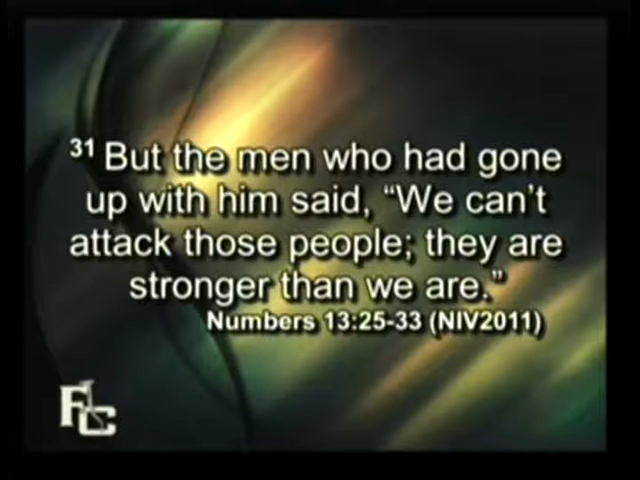 31 But the men who had gone
up with him said, “We can’t
attack those people; they are
stronger than we are.”
Numbers 13:25-33 (NIV2011)
FLC